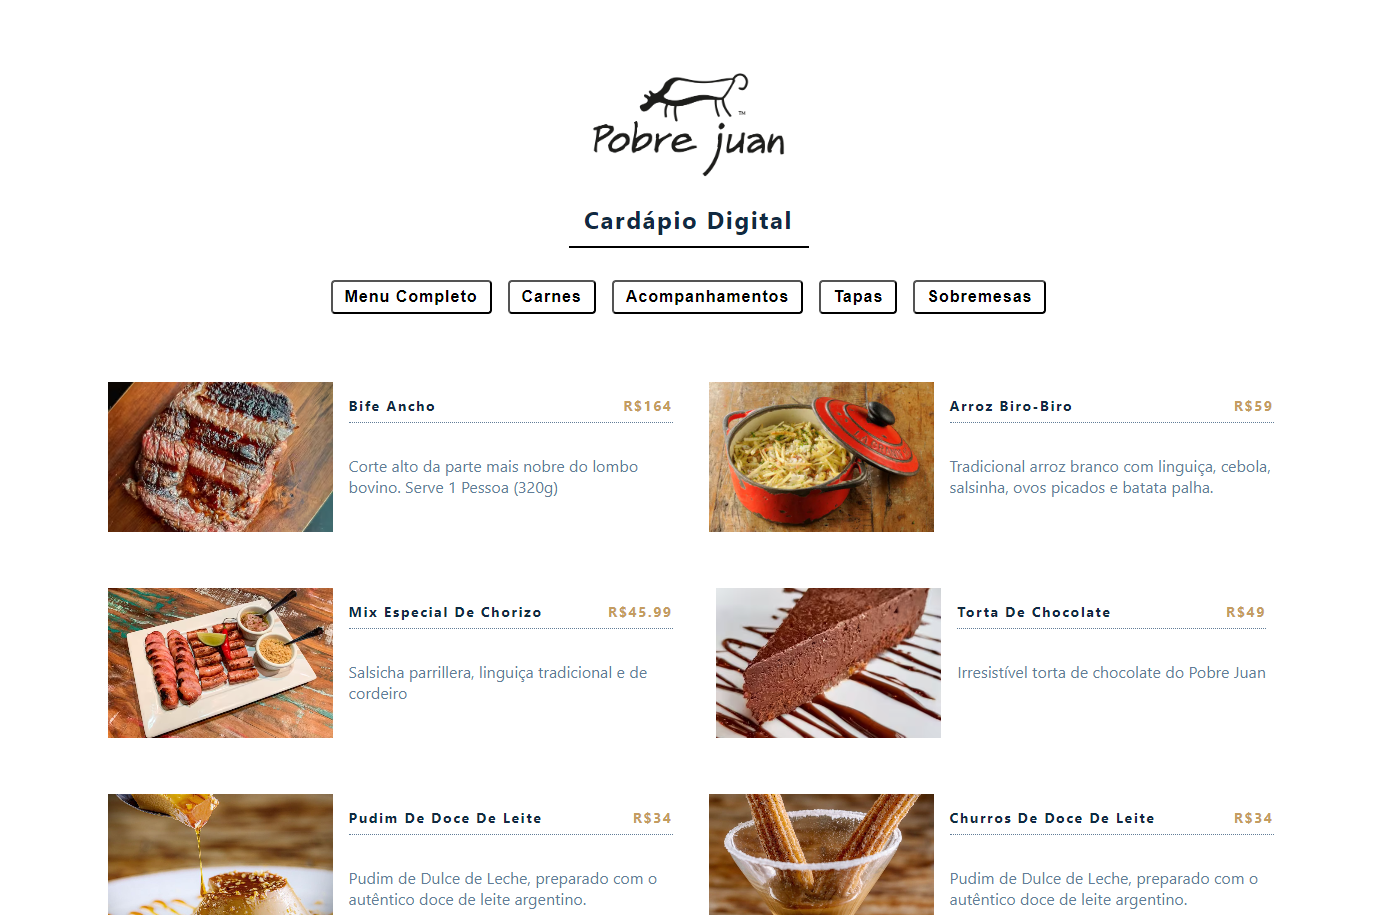 Pobre juan
TM
Cardápio Digital
Menu Completo
Carnes
Acompanhamentos
Tapas
Sobremesas
Bife Ancho
R$164
Corte alto da parte mais nobre do lombo
bovino. Serve 1 Pessoa (320g)
Arroz Biro-Biro
R$59
Tradicional arroz branco com linguiça, cebola,
salsinha, ovos picados e batata palha.
Mix Especial De Chorizo
R$45.99
Salsicha parrillera, linguiça tradicional e de
cordeiro
Torta De Chocolate
R$49
Irresistível torta de chocolate do Pobre Juan
Pudim De Doce De Leite
R$34
Pudim de Dulce de Leche, preparado com o
autêntico doce de leite argentino.
Churros De Doce De Leite
R$34
Pudim de Dulce de Leche, preparado com o
autêntico doce de leite argentino.